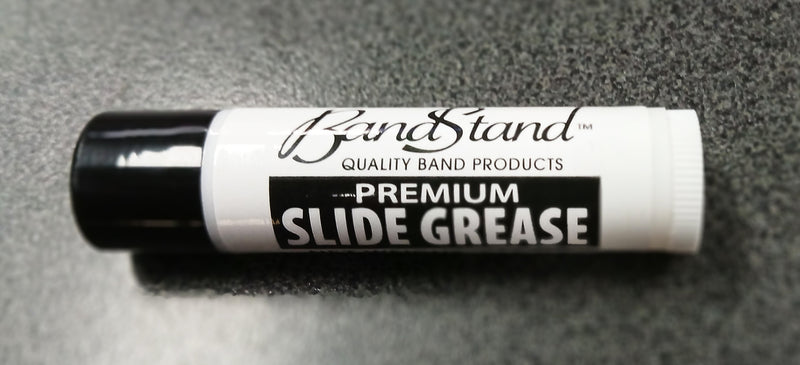 BandStand™
QUALITY BAND PRODUCTS
PREMIUM
SLIDE GREASE